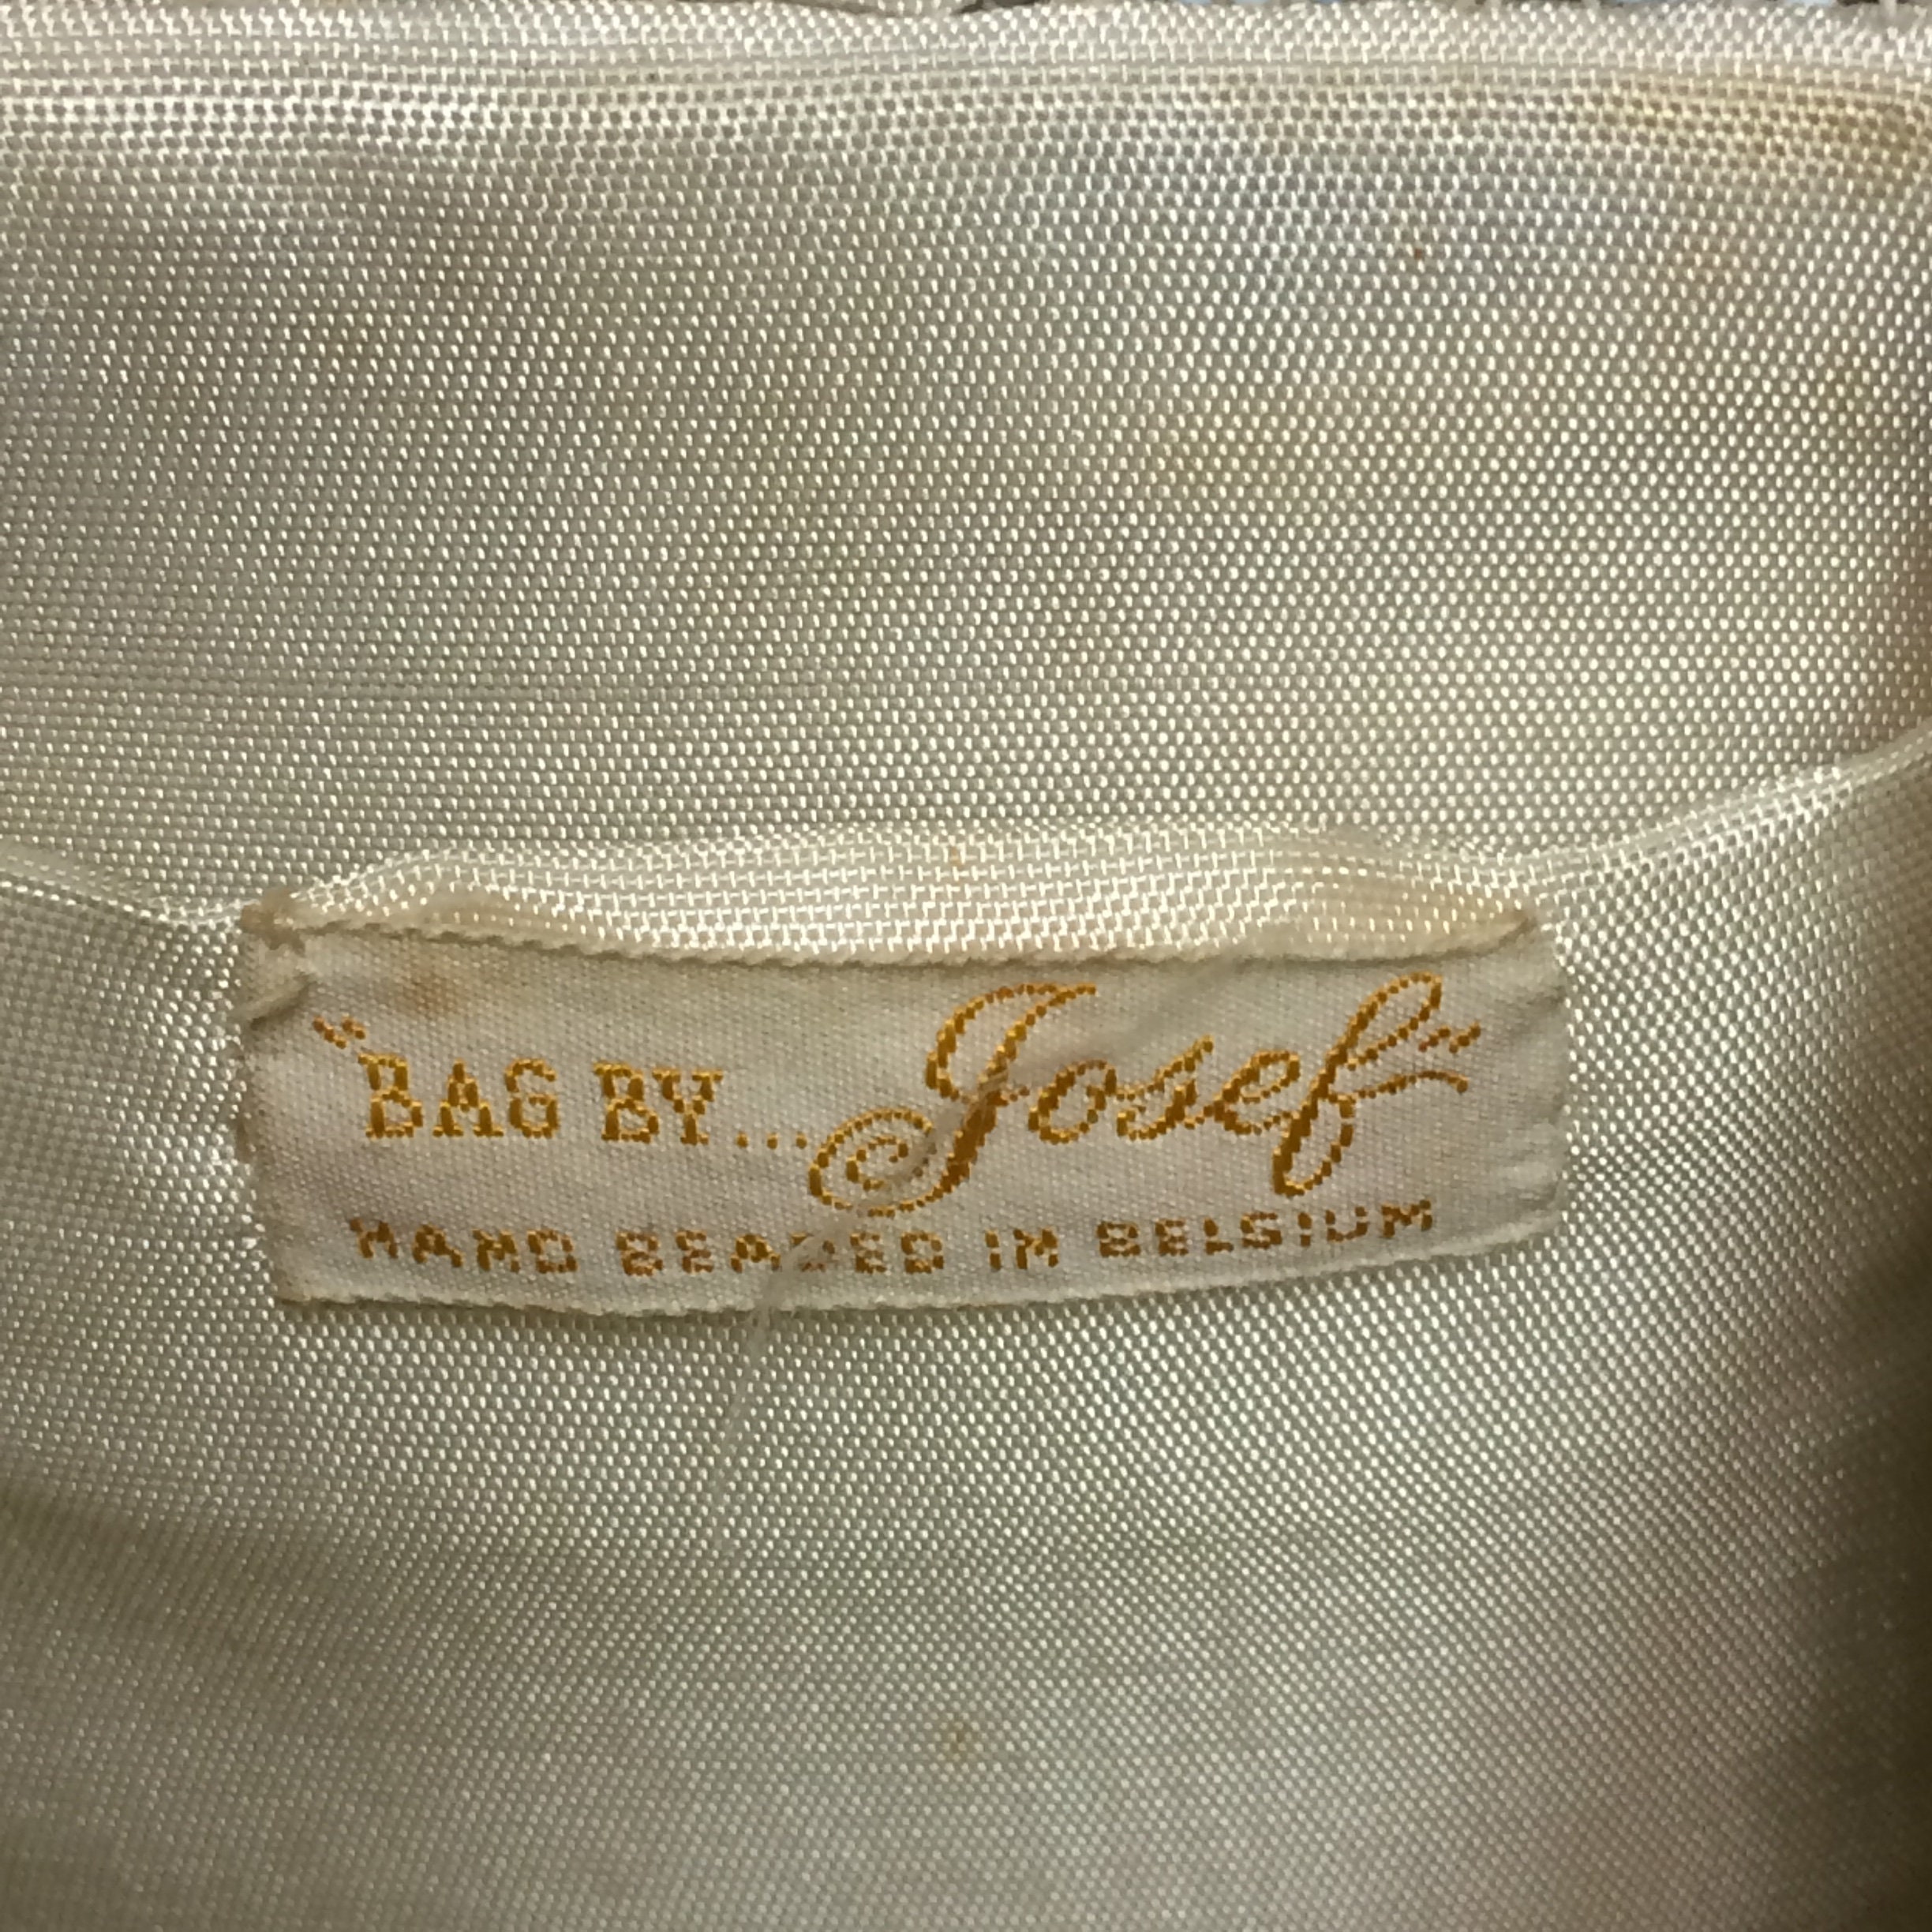 "BAG BY... Josef"
HAND BEADED IN BELGIUM